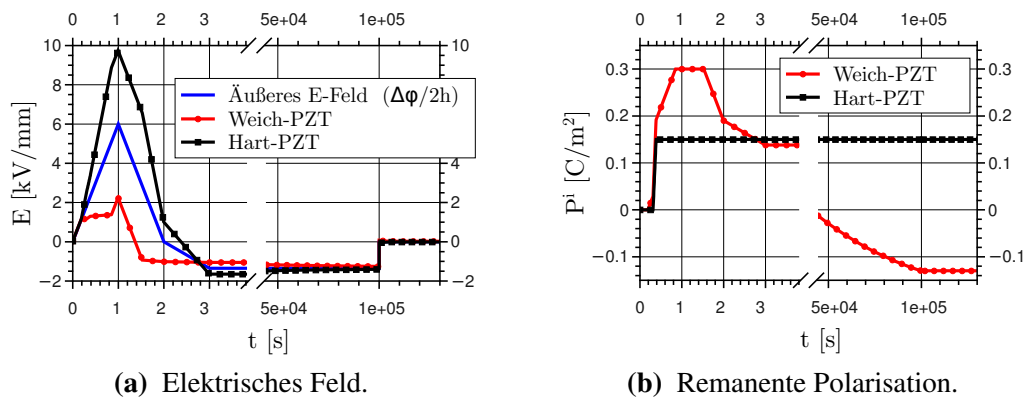 0 1 2 3 5e+04 1e+05
10 10
8
6
4 4
2 2
0 0
−2 −2
E [kV/mm]
Äußeres E-Feld (Δφ/2h)
Weich-PZT
Hart-PZT
0 1 2 3 5e+04 1e+05
t [s]
(a) Elektrisches Feld.
0 1 2 3 5e+04 1e+05
0.3 0.3
0.2 0.2
0.1 0.1
0 0
−0.1 −0.1
Pⁱ [C/m²]
Weich-PZT
Hart-PZT
0 1 2 3 5e+04 1e+05
t [s]
(b) Remanente Polarisation.